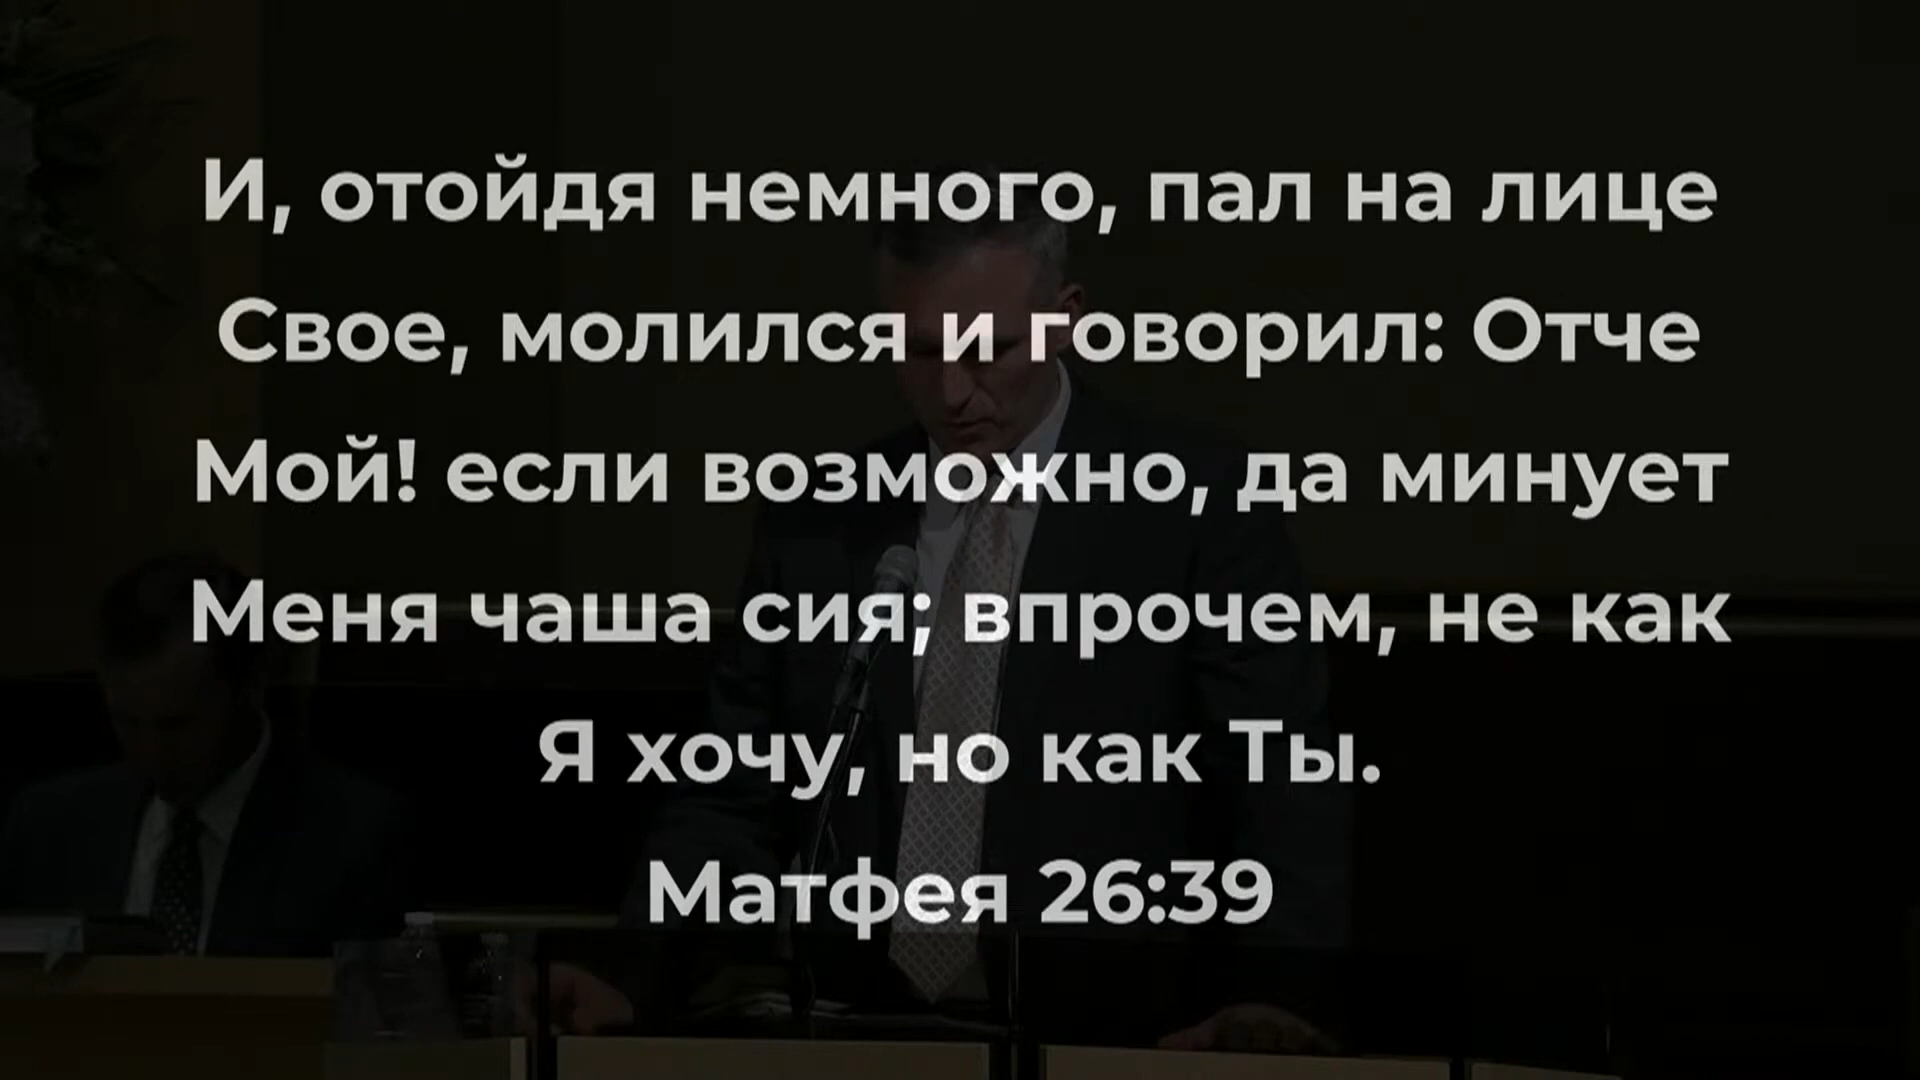 И, отойдя немного, пал на лице
Свое, молился и говорил: Отче
Мой! если возможно, да минует
Меня чаша сия; впрочем, не как
Я хочу, но как Ты.
Матфея 26:39